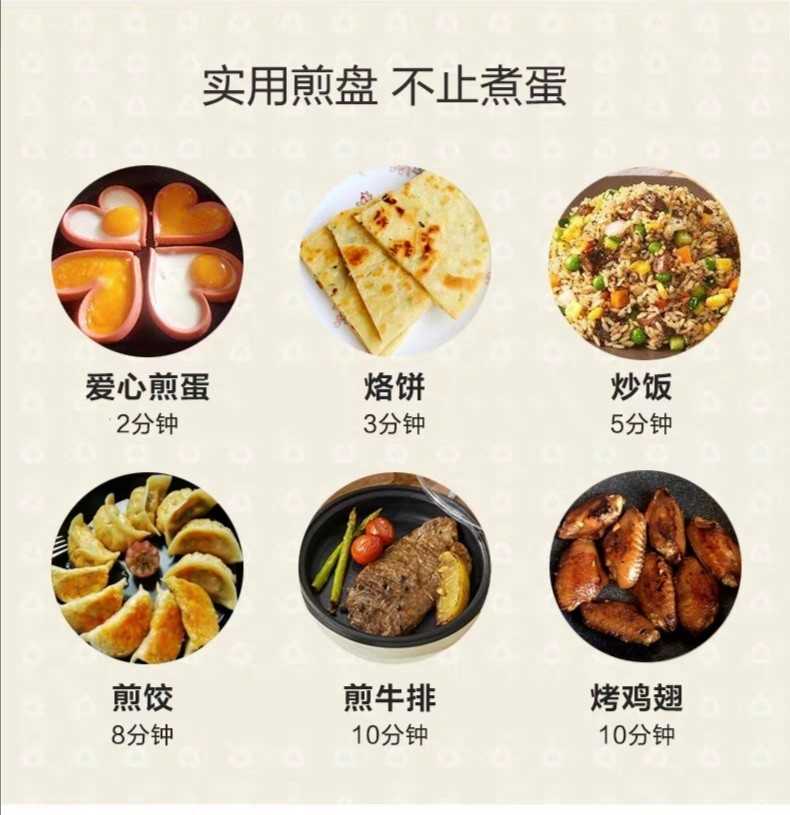 实用煎盘 不止煮蛋
爱心煎蛋
2分钟
烙饼
3分钟
炒饭
5分钟
煎饺
8分钟
煎牛排
10分钟
烤鸡翅
10分钟